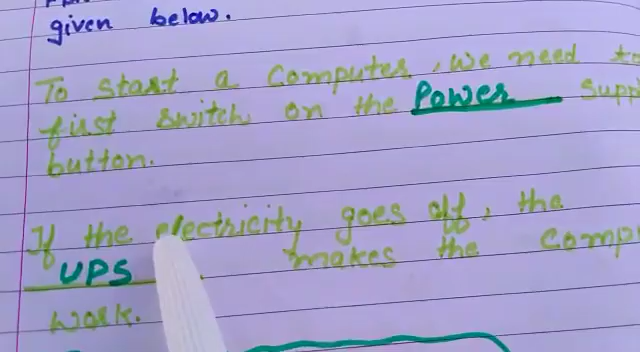 given below.
To start a computer, we need to
first switch on the Power supp
button.
If the electricity goes off, the
UPS makes the comp
work.